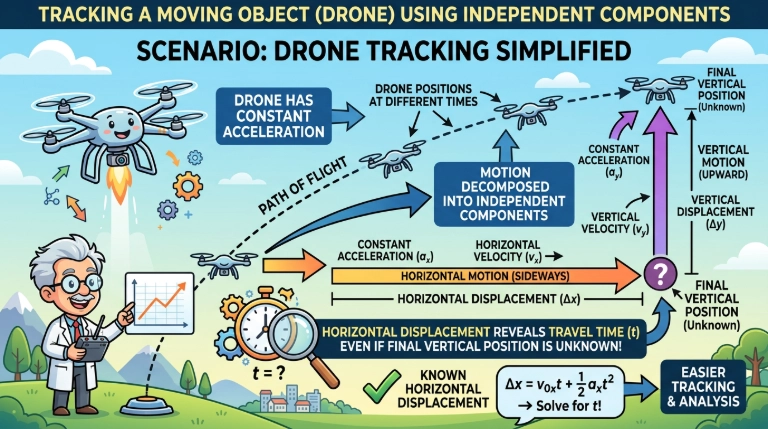 TRACKING A MOVING OBJECT (DRONE) USING INDEPENDENT COMPONENTS
SCENARIO: DRONE TRACKING SIMPLIFIED
DRONE HAS
CONSTANT
ACCELERATION
DRONE POSITIONS
AT DIFFERENT TIMES
FINAL
VERTICAL
POSITION
(Unknown)
PATH OF FLIGHT
MOTION
DECOMPOSED
INTO INDEPENDENT
COMPONENTS
CONSTANT
ACCELERATION (aᵧ)
VERTICAL
MOTION
(UPWARD)
VERTICAL
VELOCITY (vᵧ)
VERTICAL
DISPLACEMENT
(Δy)
CONSTANT
ACCELERATION (aₓ)
HORIZONTAL
VELOCITY (vₓ) →
HORIZONTAL MOTION (SIDEWAYS)
?
HORIZONTAL DISPLACEMENT (Δx)
FINAL
VERTICAL
POSITION
(Unknown)
HORIZONTAL DISPLACEMENT REVEALS TRAVEL TIME (t)
EVEN IF FINAL VERTICAL POSITION IS UNKNOWN!
t = ?
KNOWN
HORIZONTAL
DISPLACEMENT
Δx = v₀ₓt + 1/2 aₓt²
→ Solve for t!
EASIER
TRACKING
& ANALYSIS